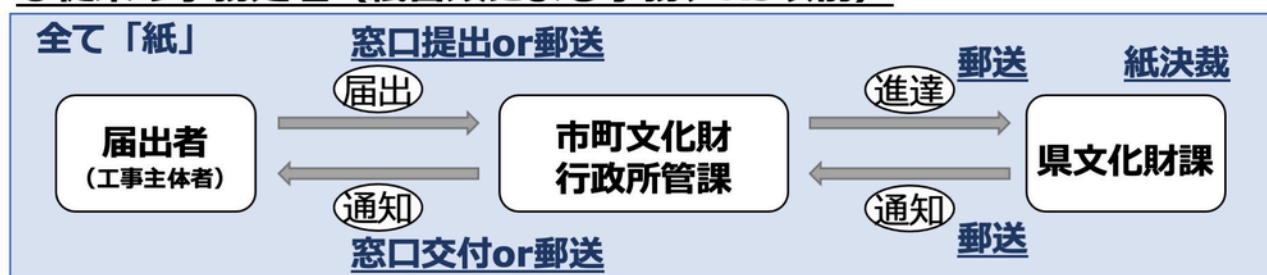 全て「紙」
窓口提出or郵送
届出
郵送
進達
紙決裁
届出者
（工事主体者）
市町文化財
行政所管課
県文化財課
通知
窓口交付or郵送
通知
郵送